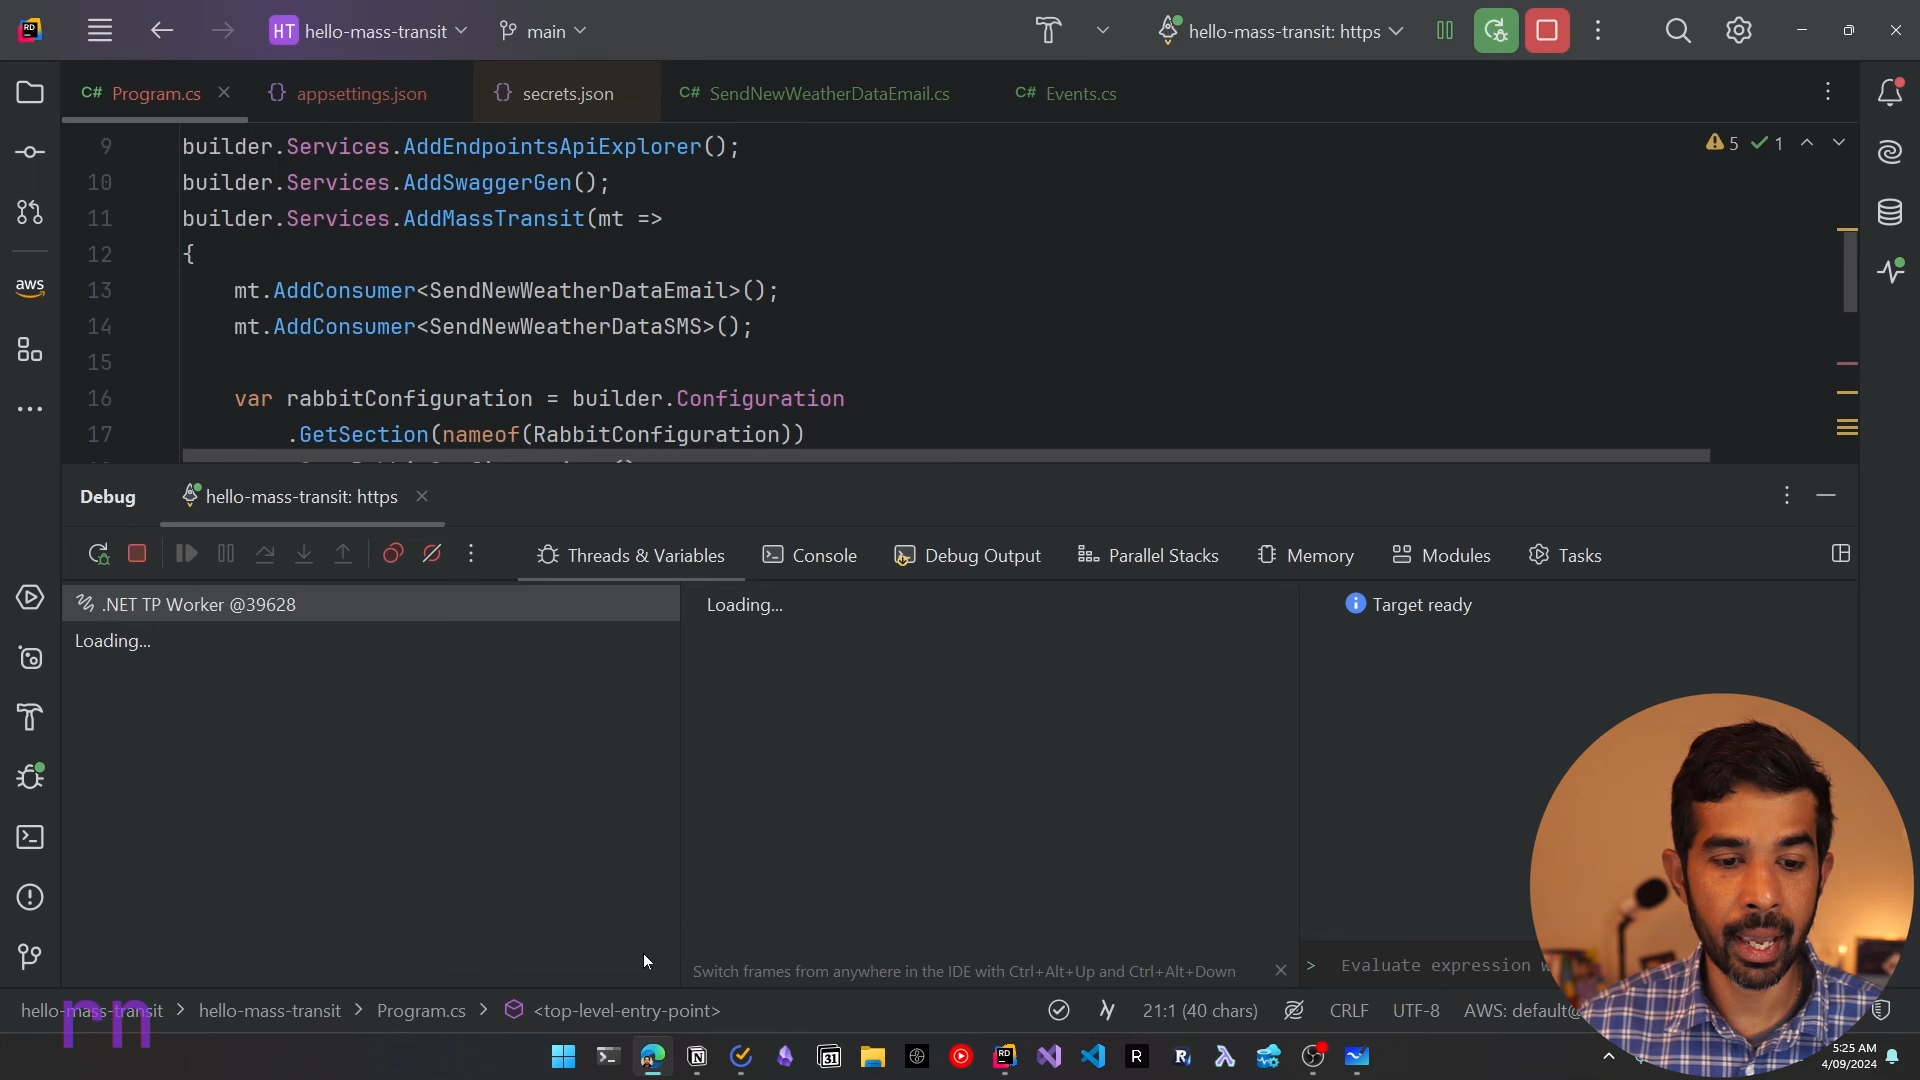 HT hello-mass-transit main hello-mass-transit: https
C# Program.cs {} appsettings.json {} secrets.json C# SendNewWeatherDataEmail.cs C# Events.cs
9 builder.Services.AddEndpointsApiExplorer(); 5 1
10 builder.Services.AddSwaggerGen();
11 builder.Services.AddMassTransit(mt =>
12 {
13 mt.AddConsumer<SendNewWeatherDataEmail>();
14 mt.AddConsumer<SendNewWeatherDataSMS>();
15
16 var rabbitConfiguration = builder.Configuration
17 .GetSection(nameof(RabbitConfiguration))
Debug hello-mass-transit: https
Threads & Variables Console Debug Output Parallel Stacks Memory Modules Tasks
.NET TP Worker @39628 Loading... Target ready
Loading...
Switch frames from anywhere in the IDE with Ctrl+Alt+Up and Ctrl+Alt+Down > Evaluate expression
hello-mass-transit > hello-mass-transit > Program.cs > <top-level-entry-point> 21:1 (40 chars) CRLF UTF-8 AWS: default@
rn
5:25 AM
4/09/2024
aws
RD
31
R